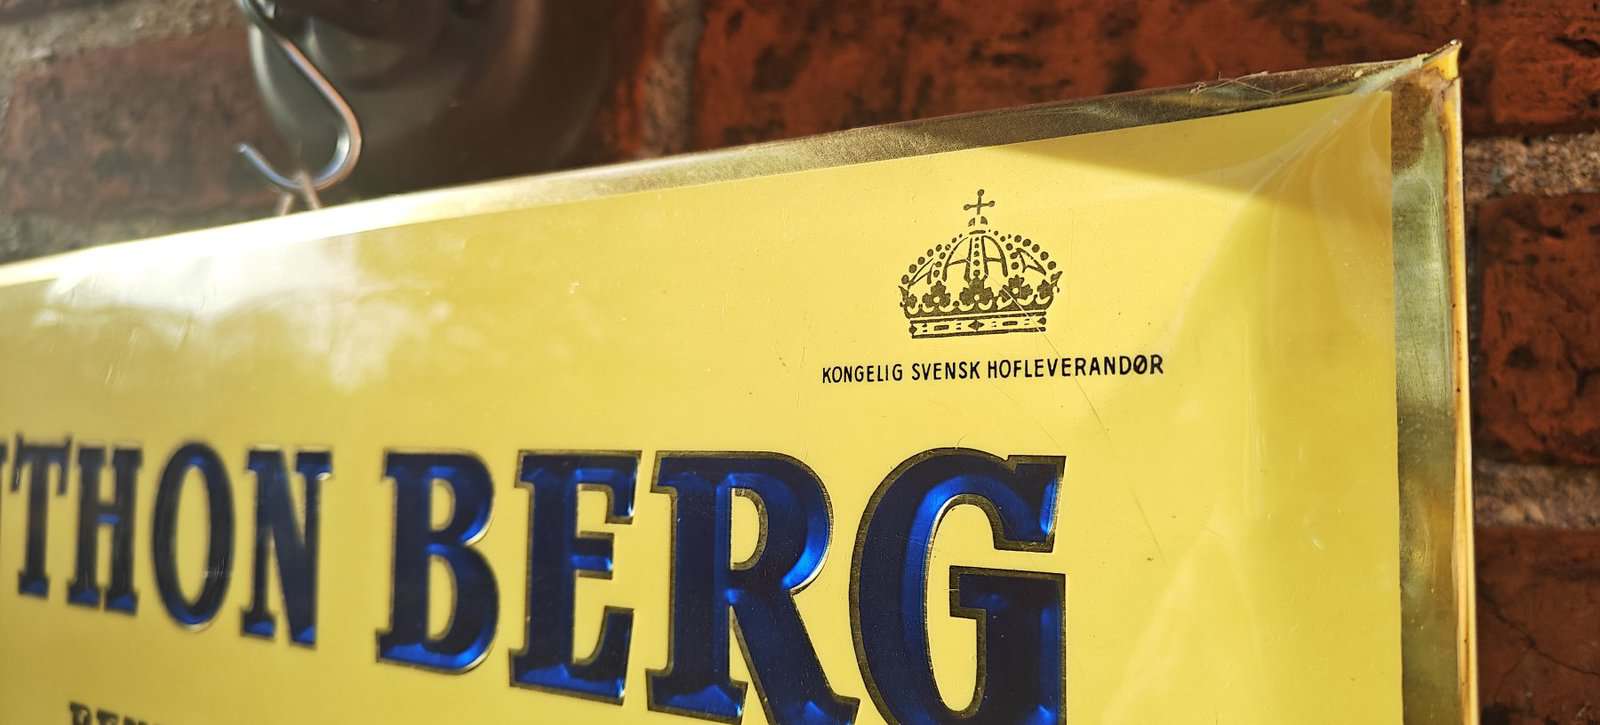 KONGELIG SVENSK HOFLEVERANDØR
THON BERG